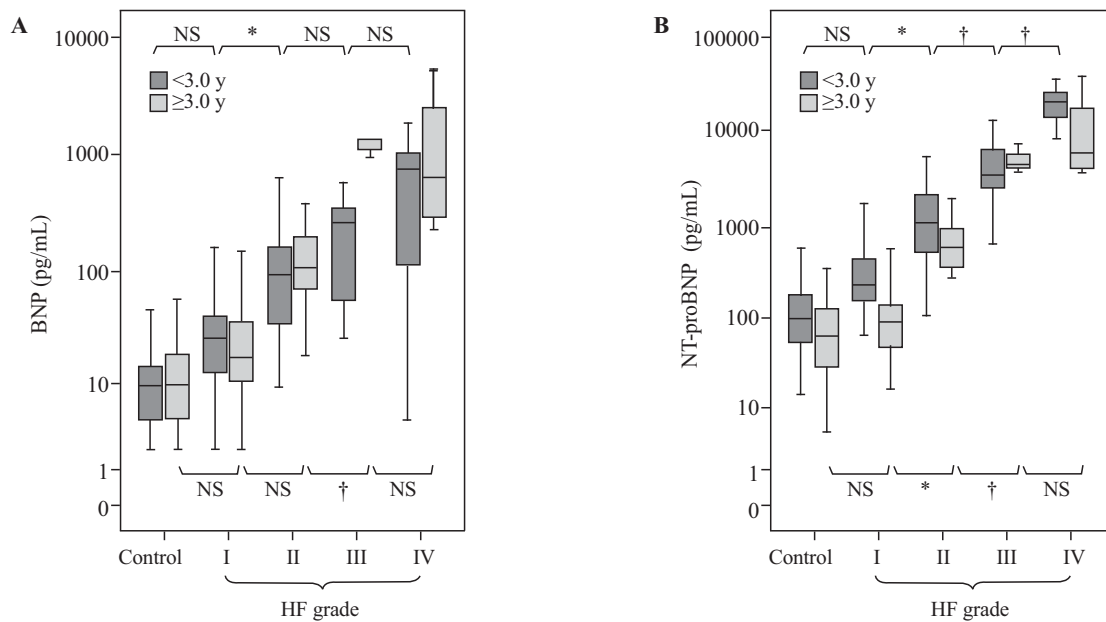 A
NS * NS NS
10000
<3.0 y
≥3.0 y
1000
100
10
1
0
BNP (pg/mL)
NS NS † NS
Control I II III IV
HF grade
B
NS * † †
100000
<3.0 y
≥3.0 y
10000
1000
100
10
1
0
NT-proBNP (pg/mL)
NS * † NS
Control I II III IV
HF grade